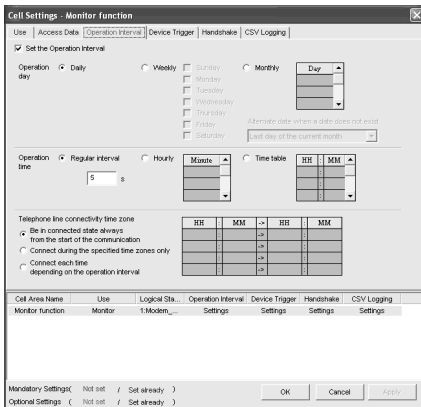 Cell Settings - Monitor function
Use Access Data Operation Interval Device Trigger Handshake CSV Logging
Set the Operation Interval
Operation day Daily Weekly Sunday Monthly Day
Monday
Tuesday
Wednesday
Thursday
Friday Alternate date when a date does not exist
Saturday Last day of the current month
Operation time Regular interval Hourly Minute Time table HH : MM
5 s
Telephone line connectivity time zone
HH : MM -> HH : MM
Be in connected state always
from the start of the communication
Connect during the specified time zones only
Connect each time
depending on the operation interval
Cell Area Name Use Logical Sta... Operation Interval Device Trigger Handshake CSV Logging
Monitor function Monitor 1:Modem_... Settings Settings Settings Settings
Mandatory Settings( Not set / Set already )
Optional Settings ( Not set / Set already )
OK Cancel Apply